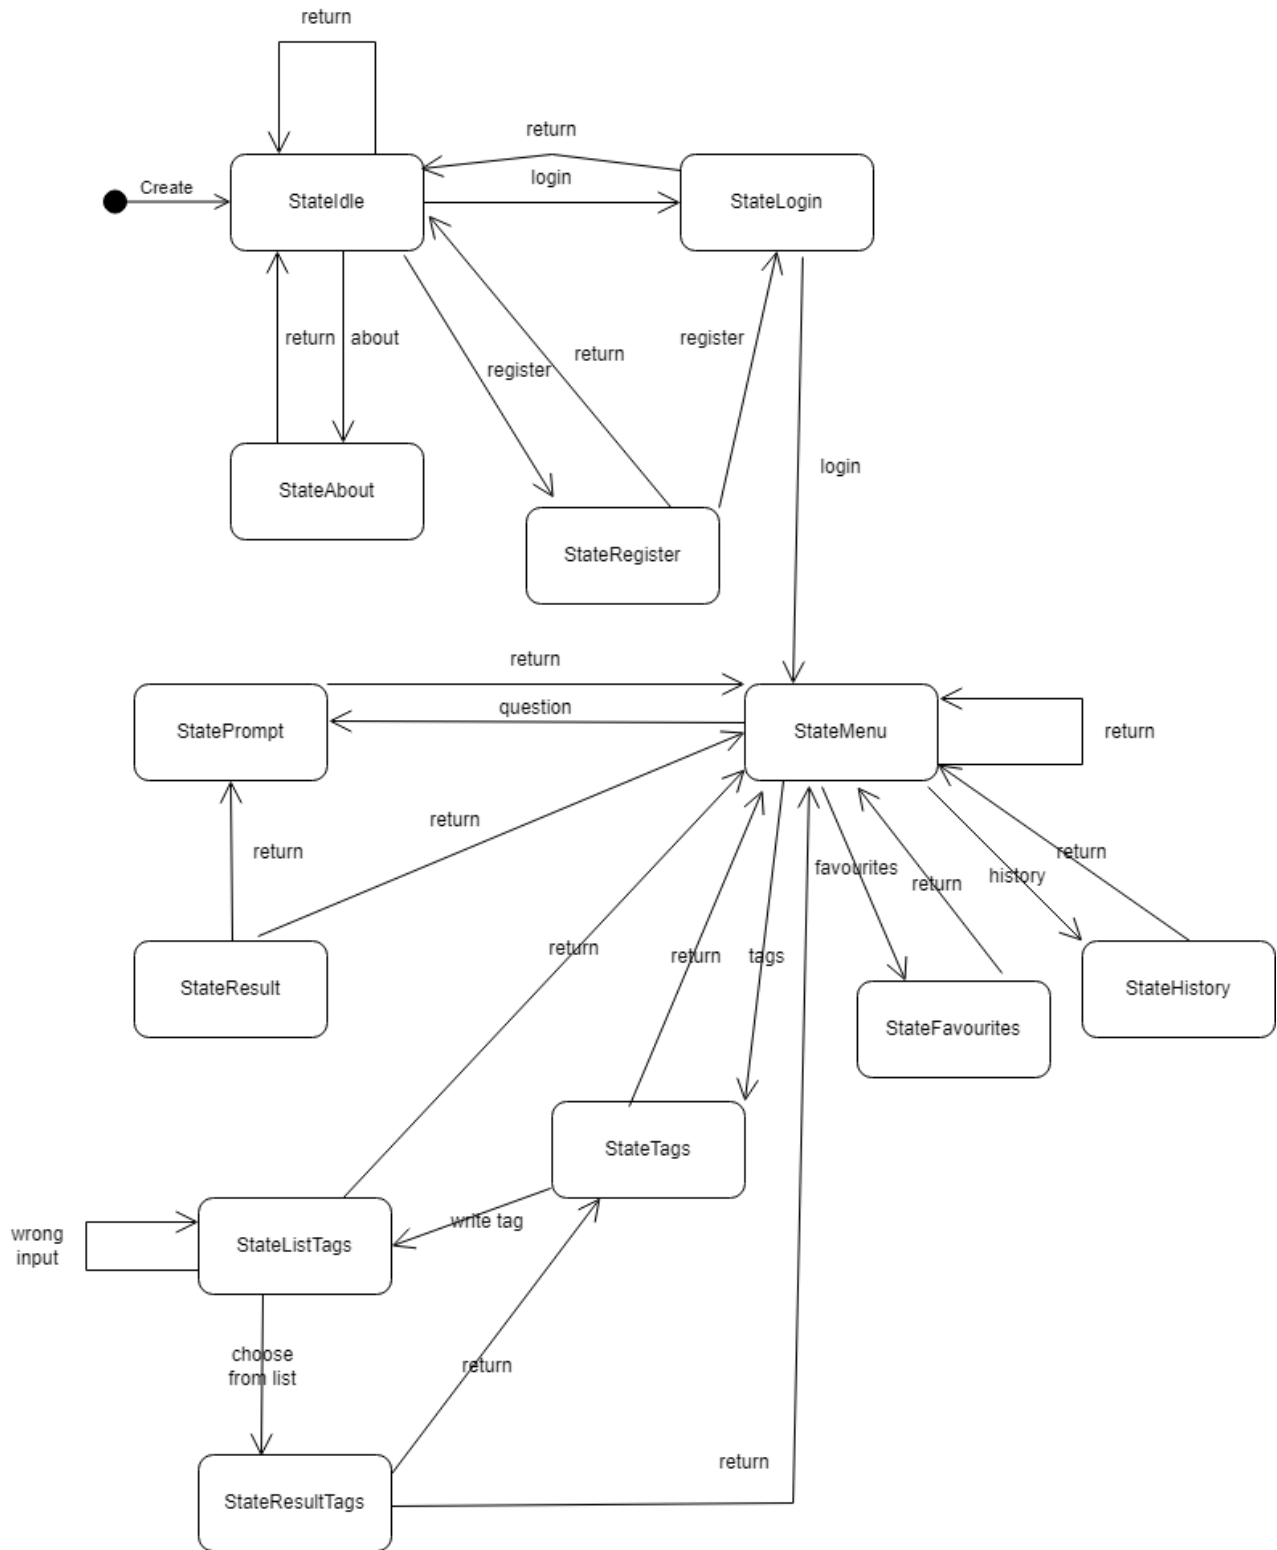 return
return
login
Create
StateIdle
StateLogin
return
about
register
return
register
StateAbout
login
StateRegister
return
question
StatePrompt
StateMenu
return
return
return
favourites
return
history
return
return
return
tags
StateResult
StateHistory
StateFavourites
StateTags
write tag
wrong
input
StateListTags
choose
from list
return
return
StateResultTags